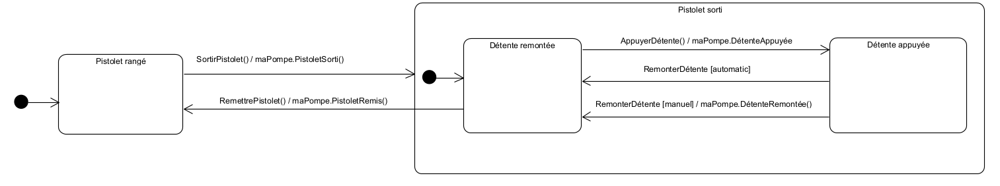 Pistolet sorti
Détente remontée
AppuyerDétente() / maPompe.DétenteAppuyée
Détente appuyée
Pistolet rangé
SortirPistolet() / maPompe.PistoletSorti()
RemonterDétente [automatic]
RemettrePistolet() / maPompe.PistoletRemis()
RemonterDétente [manuel] / maPompe.DétenteRemontée()